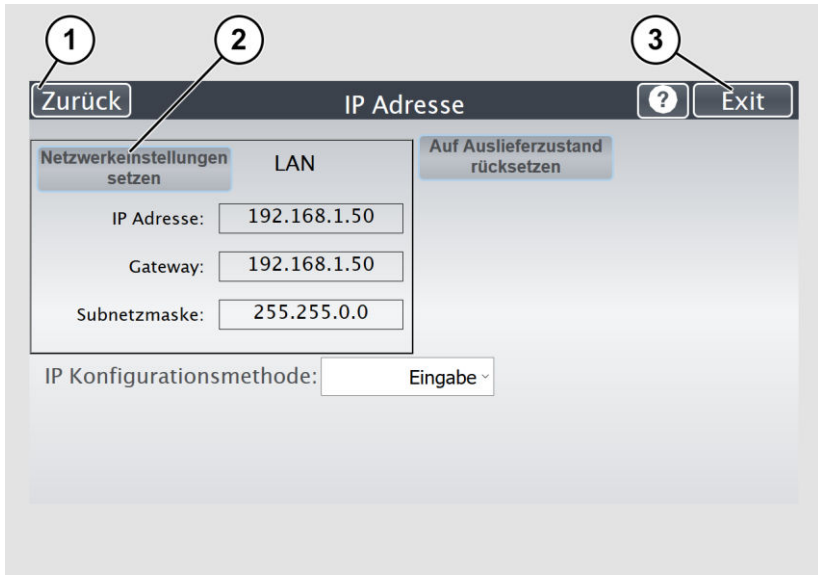 1
2
3
Zurück
IP Adresse
?
Exit
Netzwerkeinstellungen
setzen
LAN
Auf Auslieferzustand
rücksetzen
IP Adresse: 192.168.1.50
Gateway: 192.168.1.50
Subnetzmaske: 255.255.0.0
IP Konfigurationsmethode: Eingabe